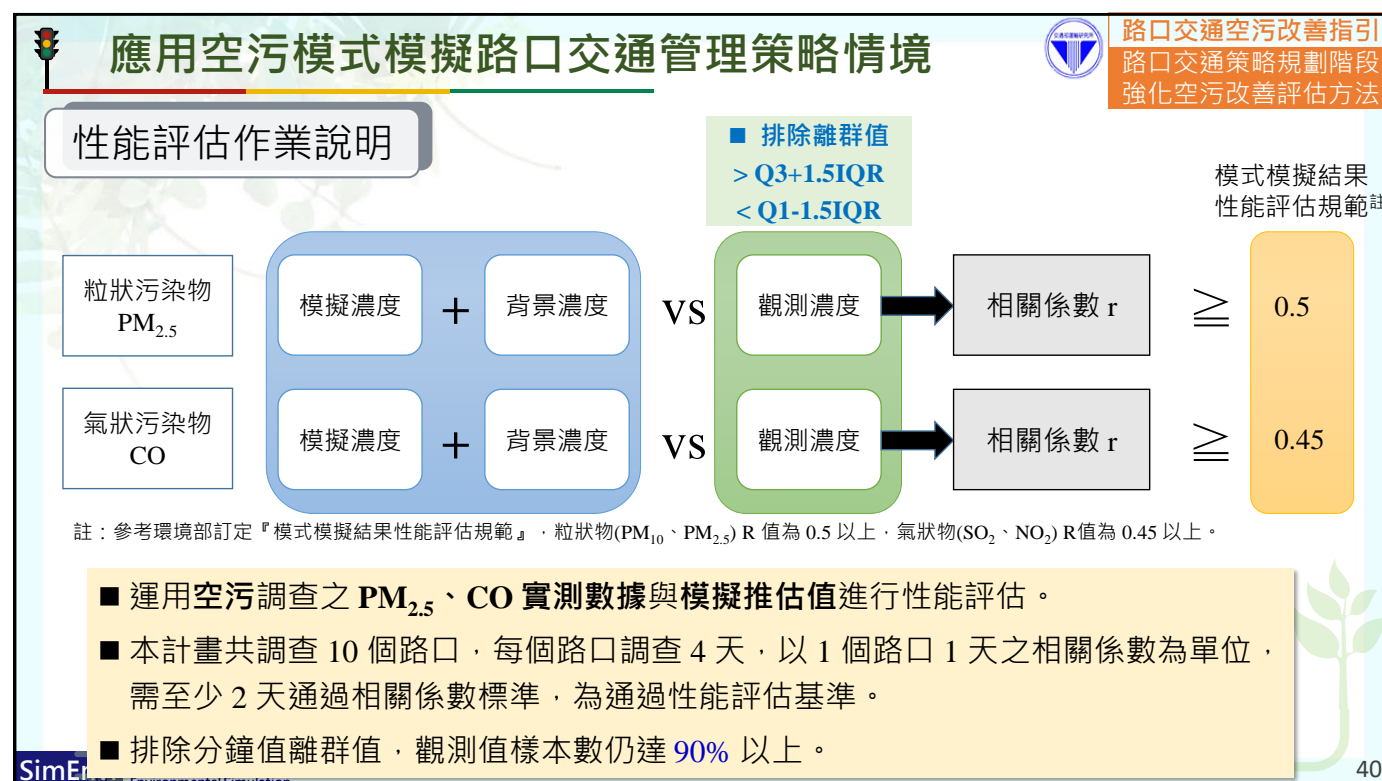 應用空污模式模擬路口交通管理策略情境
路口交通空污改善指引
路口交通策略規劃階段
強化空污改善評估方法
性能評估作業說明
■ 排除離群值
> Q3+1.5IQR
< Q1-1.5IQR
模式模擬結果
性能評估規範註
粒狀污染物
PM2.5
模擬濃度 + 背景濃度 vs 觀測濃度 相關係數 r ≧ 0.5
氣狀污染物
CO
模擬濃度 + 背景濃度 vs 觀測濃度 相關係數 r ≧ 0.45
註：參考環境部訂定『模式模擬結果性能評估規範』，粒狀物(PM10、PM2.5) R 值為 0.5 以上，氣狀物(SO2、NO2) R值為 0.45 以上。
■ 運用空污調查之 PM2.5、CO 實測數據與模擬推估值進行性能評估。
■ 本計畫共調查 10 個路口，每個路口調查 4 天，以 1 個路口 1 天之相關係數為單位，
需至少 2 天通過相關係數標準，為通過性能評估基準。
■ 排除分鐘值離群值，觀測值樣本數仍達 90% 以上。
40